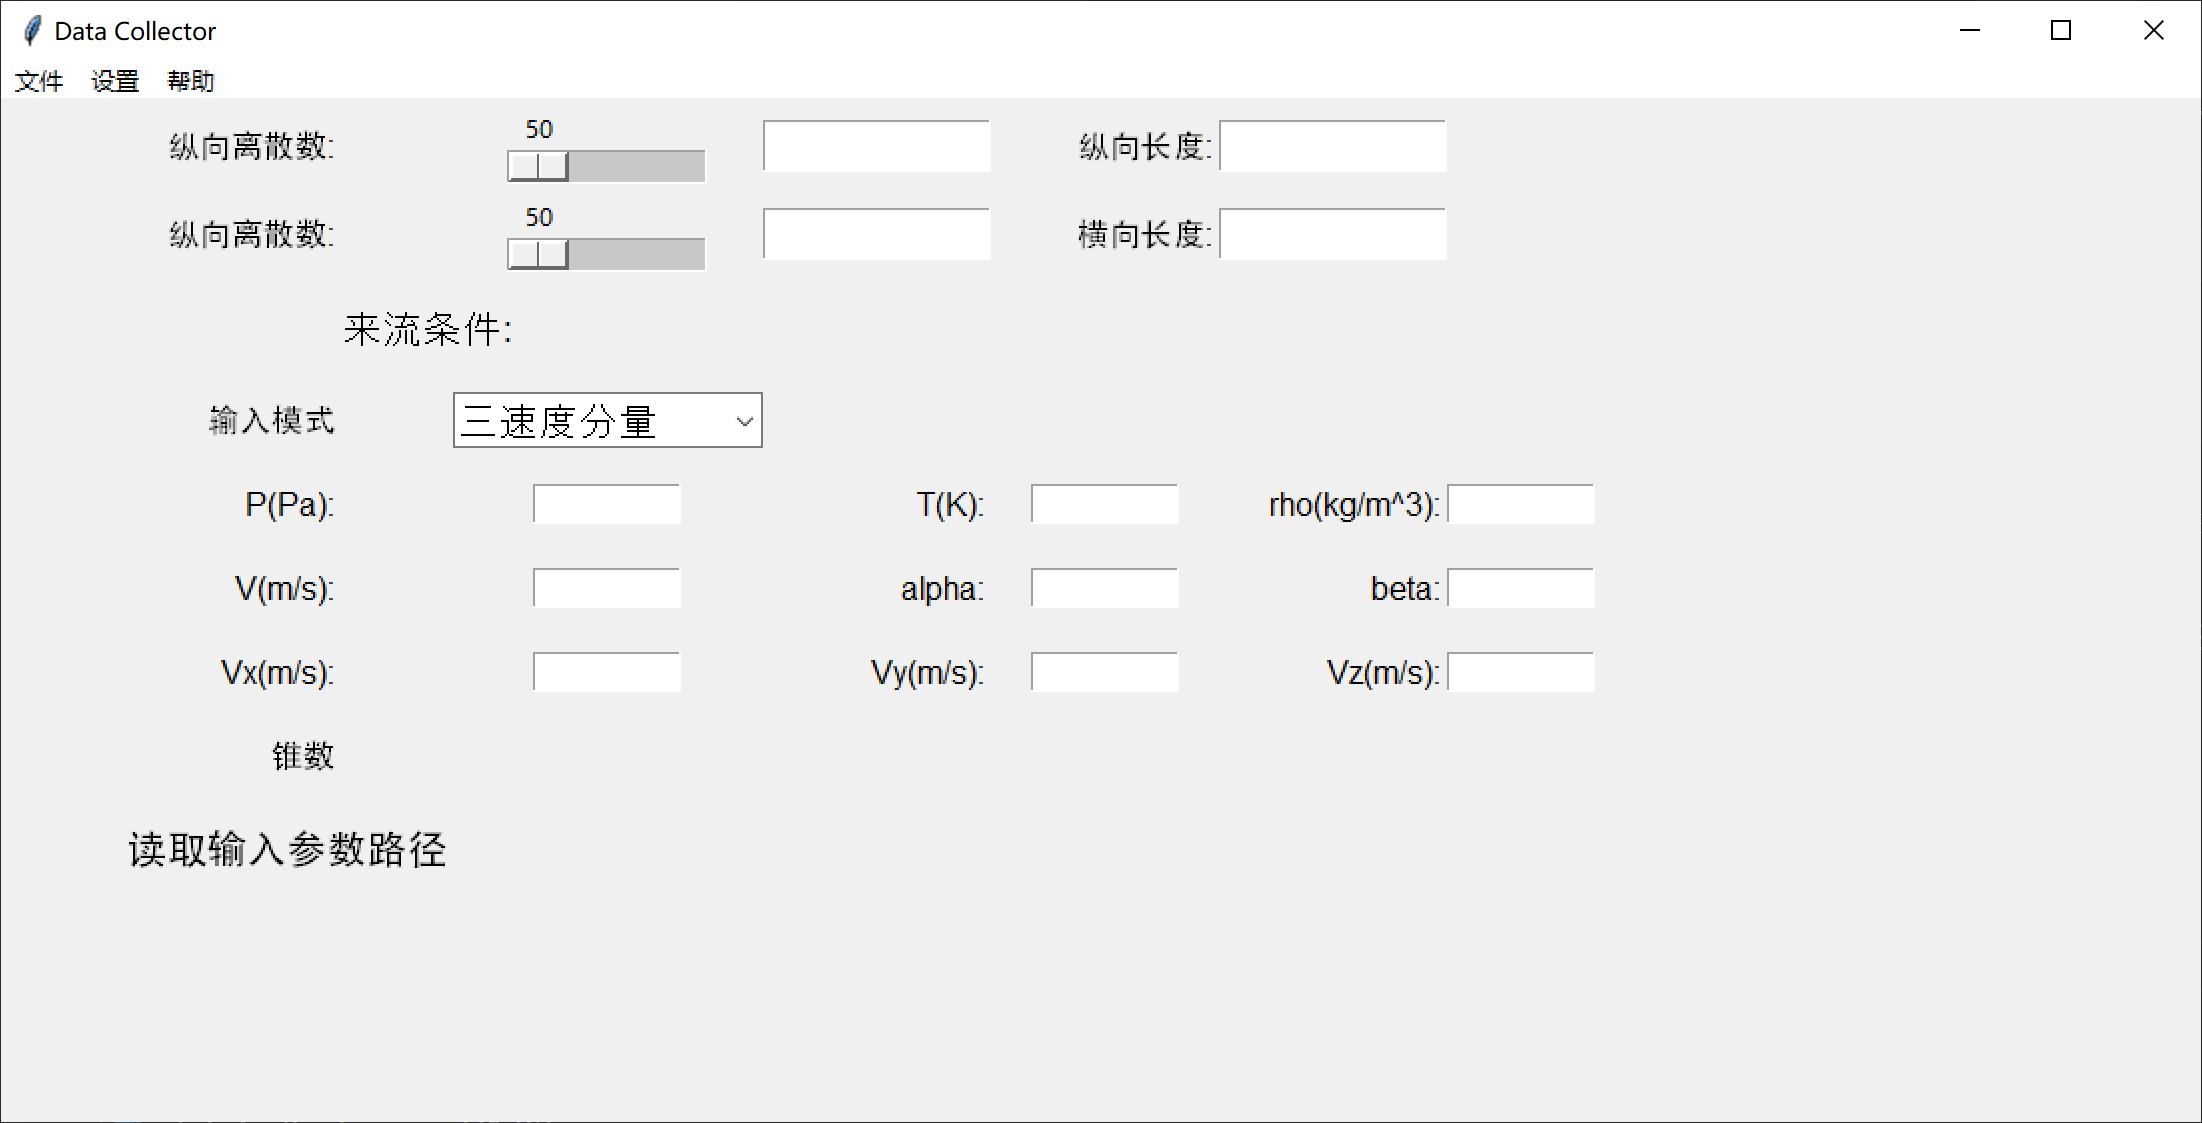 Data Collector
文件 设置 帮助
纵向离散数: 50 纵向长度:
纵向离散数: 50 横向长度:
来流条件:
输入模式 三速度分量
P(Pa): T(K): rho(kg/m^3):
V(m/s): alpha: beta:
Vx(m/s): Vy(m/s): Vz(m/s):
锥数
读取输入参数路径